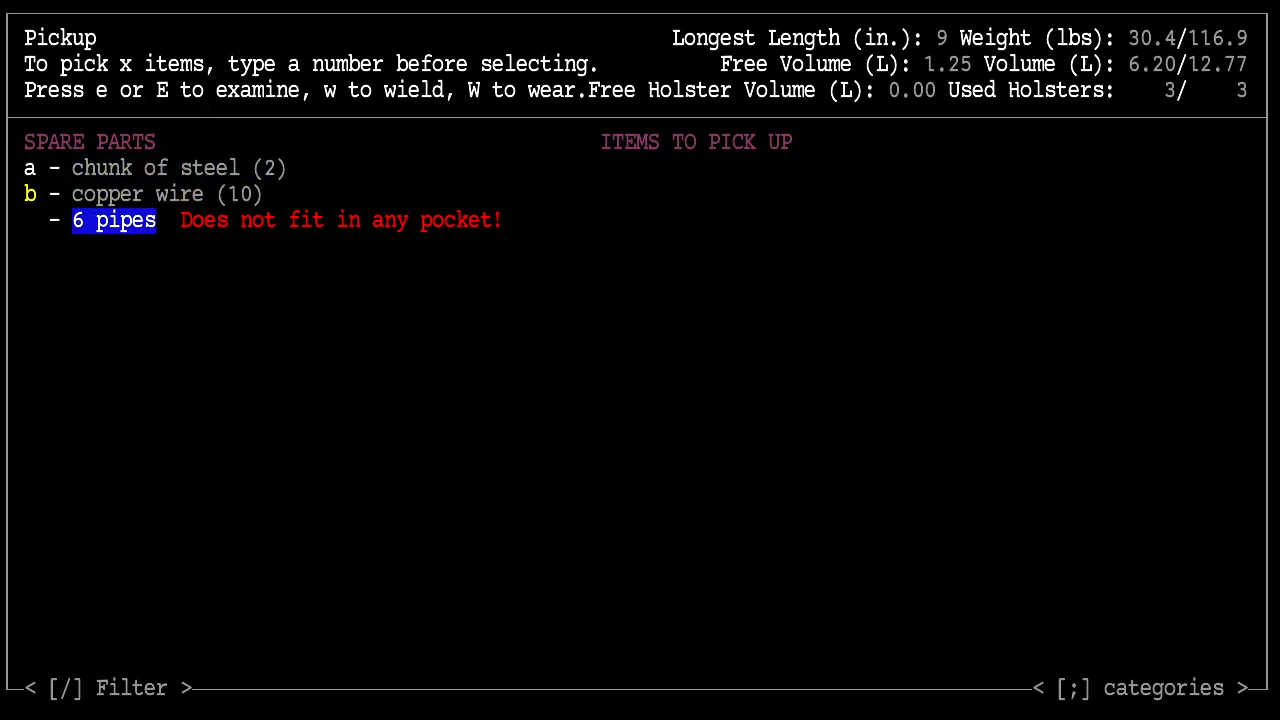 Pickup Longest Length (in.): 9 Weight (lbs): 30.4/116.9
To pick x items, type a number before selecting. Free Volume (L): 1.25 Volume (L): 6.20/12.77
Press e or E to examine, w to wield, W to wear.Free Holster Volume (L): 0.00 Used Holsters: 3/ 3
SPARE PARTS ITEMS TO PICK UP
a - chunk of steel (2)
b - copper wire (10)
- 6 pipes Does not fit in any pocket!
< [/] Filter > < [;] categories >